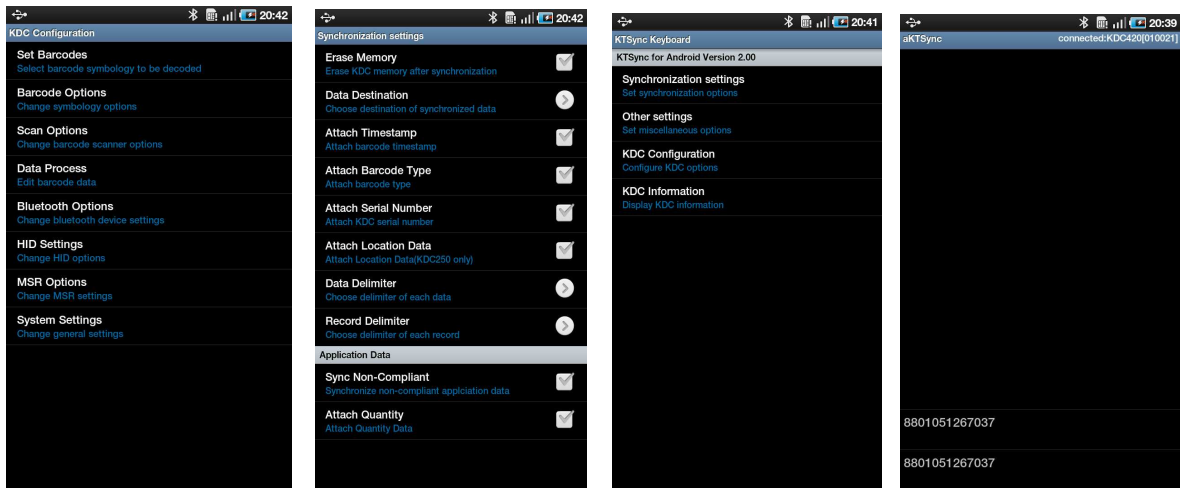 20:42
KDC Configuration
Set Barcodes
Select barcode symbology to be decoded
Barcode Options
Change symbology options
Scan Options
Change barcode scanner options
Data Process
Edit barcode data
Bluetooth Options
Change bluetooth device settings
HID Settings
Change HID options
MSR Options
Change MSR settings
System Settings
Change general settings
20:42
Synchronization settings
Erase Memory
Erase KDC memory after synchronization
Data Destination
Choose destination of synchronized data
Attach Timestamp
Attach barcode timestamp
Attach Barcode Type
Attach barcode type
Attach Serial Number
Attach KDC serial number
Attach Location Data
Attach Location Data(KDC250 only)
Data Delimiter
Choose delimiter of each data
Record Delimiter
Choose delimiter of each record
Application Data
Sync Non-Compliant
Synchronize non-compliant applciation data
Attach Quantity
Attach Quantity Data
20:41
KTSync Keyboard
KTSync for Android Version 2.00
Synchronization settings
Set synchronization options
Other settings
Set miscellaneous options
KDC Configuration
Configure KDC options
KDC Information
Display KDC information
20:39
aKTSync connected:KDC420[010021]
8801051267037
8801051267037